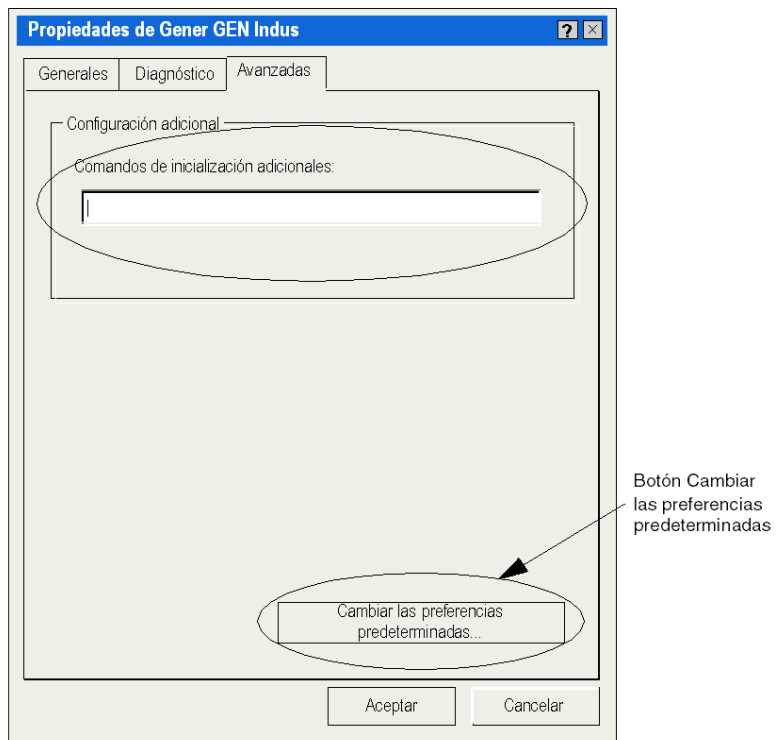 Propiedades de Gener GEN Indus
Generales
Diagnóstico
Avanzadas
Configuración adicional
Comandos de inicialización adicionales:
Botón Cambiar
las preferencias
predeterminadas
Cambiar las preferencias
predeterminadas...
Aceptar
Cancelar